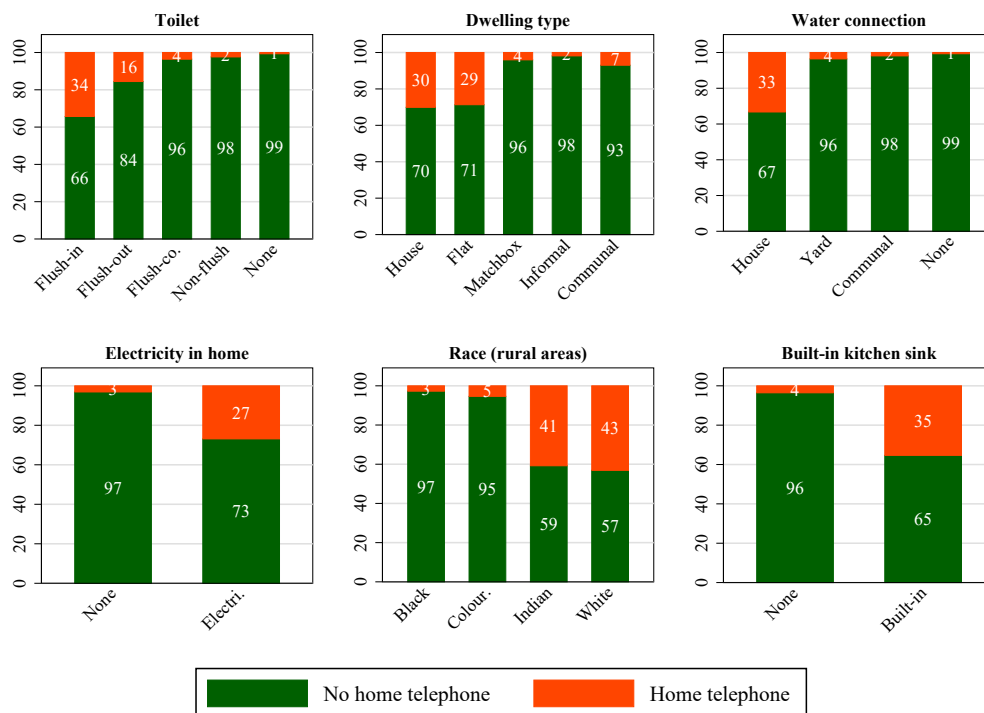 Toilet
100
80
60
40
20
0
34
16
4
2
1
66
84
96
98
99
Flush-in
Flush-out
Flush-co.
Non-flush
None
Dwelling type
100
80
60
40
20
0
30
29
4
2
7
70
71
96
98
93
House
Flat
Matchbox
Informal
Communal
Water connection
100
80
60
40
20
0
33
4
2
1
67
96
98
99
House
Yard
Communal
None
Electricity in home
100
80
60
40
20
0
3
27
97
73
None
Electri.
Race (rural areas)
100
80
60
40
20
0
3
5
41
43
97
95
59
57
Black
Colour.
Indian
White
Built-in kitchen sink
100
80
60
40
20
0
4
35
96
65
None
Built-in
No home telephone
Home telephone